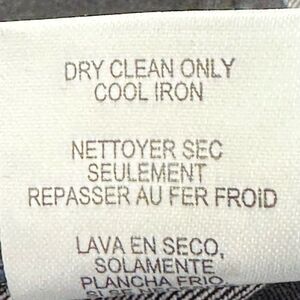 DRY CLEAN ONLY
COOL IRON
NETTOYER SEC
SEULEMENT
REPASSER AU FER FROID
LAVA EN SECO,
SOLAMENTE
PLANCHA FRIO